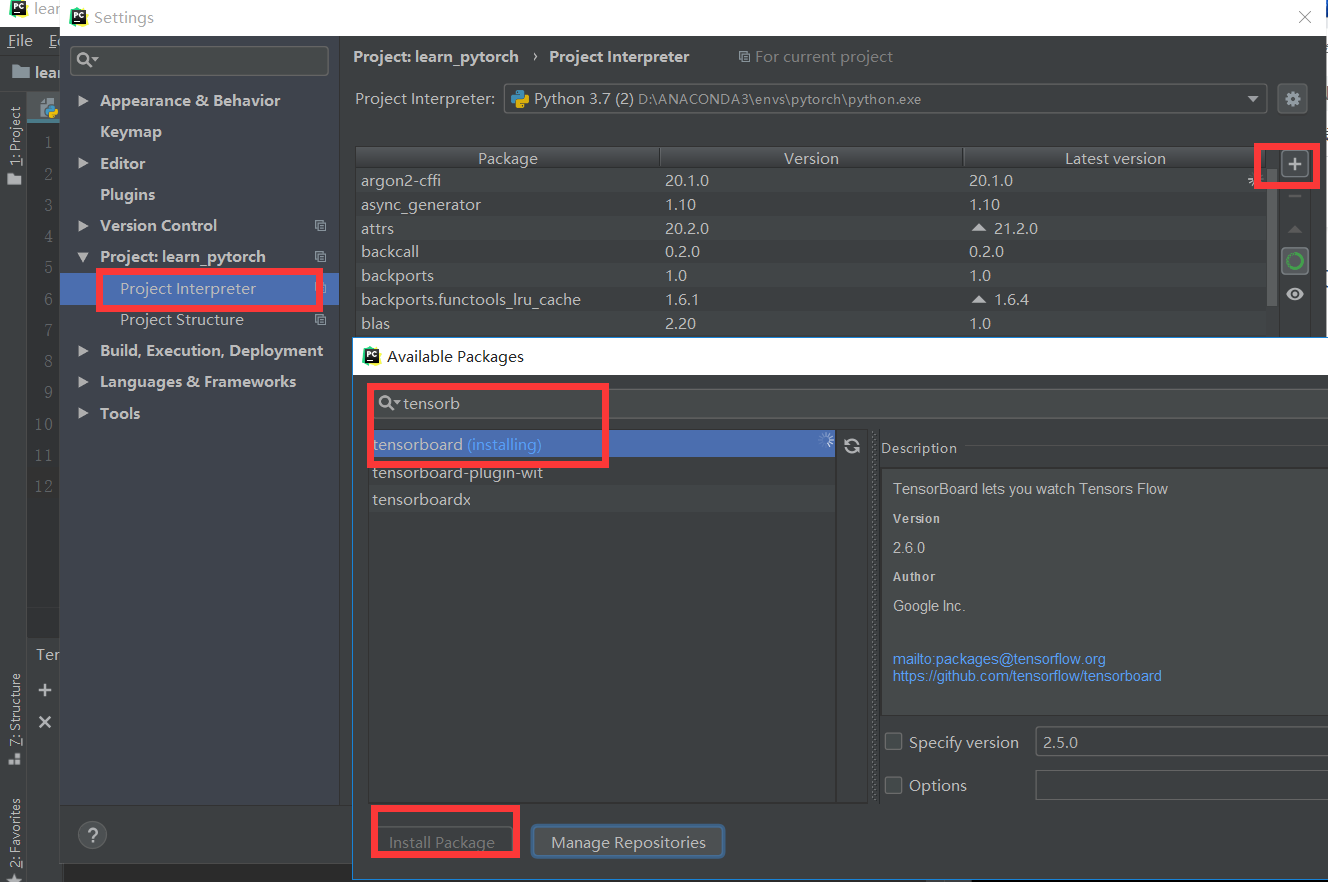 lear
Settings
File
lear
1: Project
1
2
3
4
5
6
7
8
9
10
11
12
Ter
7: Structure
2: Favorites
Appearance & Behavior
Keymap
Editor
Plugins
Version Control
Project: learn_pytorch
Project Interpreter
Project Structure
Build, Execution, Deployment
Languages & Frameworks
Tools
?
Project: learn_pytorch › Project Interpreter For current project
Project Interpreter: Python 3.7 (2) D:\ANACONDA3\envs\pytorch\python.exe
Package Version Latest version
argon2-cffi 20.1.0 20.1.0
async_generator 1.10 1.10
attrs 20.2.0 21.2.0
backcall 0.2.0 0.2.0
backports 1.0 1.0
backports.functools_lru_cache 1.6.1 1.6.4
blas 2.20 1.0
Available Packages
tensorb
tensorboard (installing)
tensorboard-plugin-wit
tensorboardx
Description
TensorBoard lets you watch Tensors Flow
Version
2.6.0
Author
Google Inc.
mailto:packages@tensorflow.org
https://github.com/tensorflow/tensorboard
Specify version 2.5.0
Options
Install Package Manage Repositories